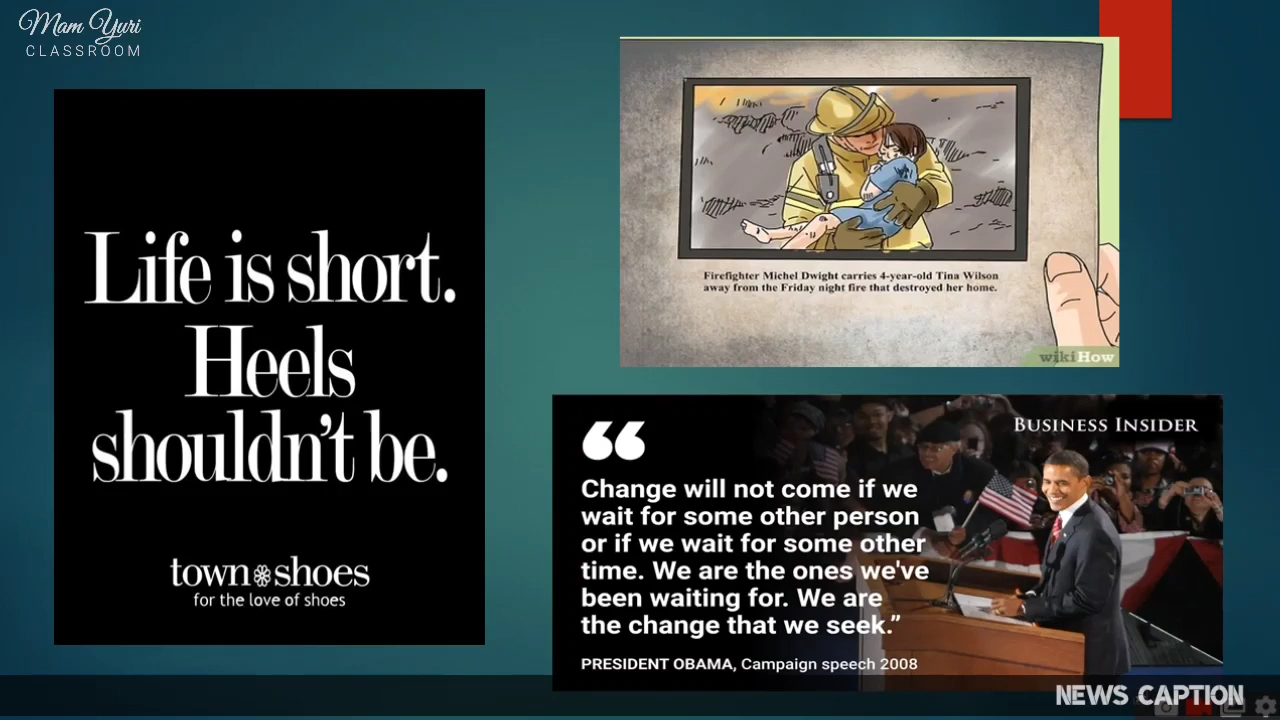 Mam Yuri
CLASSROOM
Life is short.
Heels
shouldn't be.
town shoes
for the love of shoes
Firefighter Michel Dwight carries 4-year-old Tina Wilson
away from the Friday night fire that destroyed her home.
wikiHow
BUSINESS INSIDER
“
Change will not come if we
wait for some other person
or if we wait for some other
time. We are the ones we've
been waiting for. We are
the change that we seek.”
PRESIDENT OBAMA, Campaign speech 2008
NEWS CAPTION